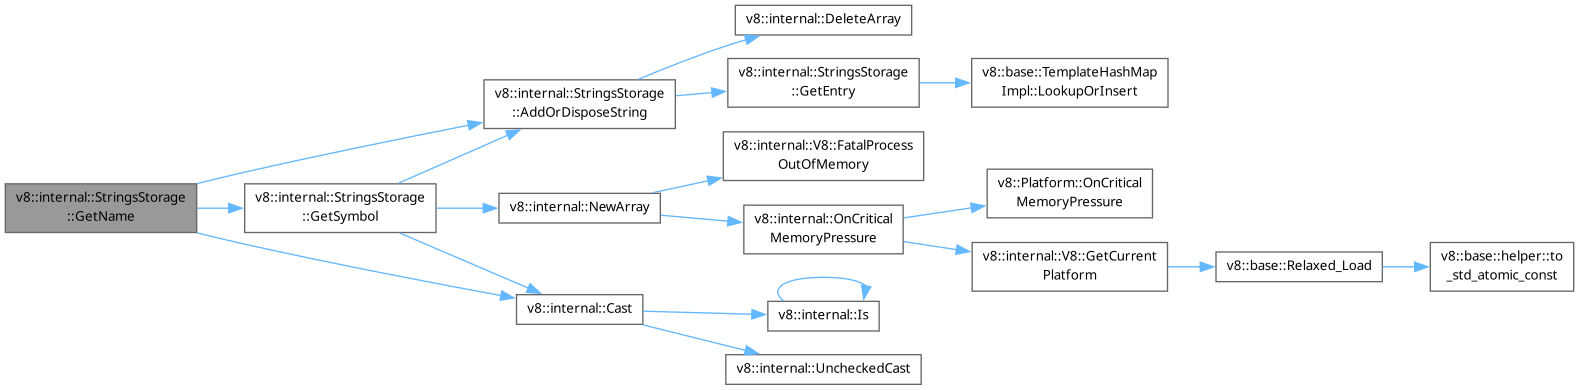 v8::internal::StringsStorage
::GetName
v8::internal::StringsStorage
::GetSymbol
v8::internal::StringsStorage
::AddOrDisposeString
v8::internal::NewArray
v8::internal::Cast
v8::internal::DeleteArray
v8::internal::StringsStorage
::GetEntry
v8::internal::V8::FatalProcess
OutOfMemory
v8::internal::OnCritical
MemoryPressure
v8::internal::Is
v8::internal::UncheckedCast
v8::base::TemplateHashMap
Impl::LookupOrInsert
v8::Platform::OnCritical
MemoryPressure
v8::internal::V8::GetCurrent
Platform
v8::base::Relaxed_Load
v8::base::helper::to
_std_atomic_const